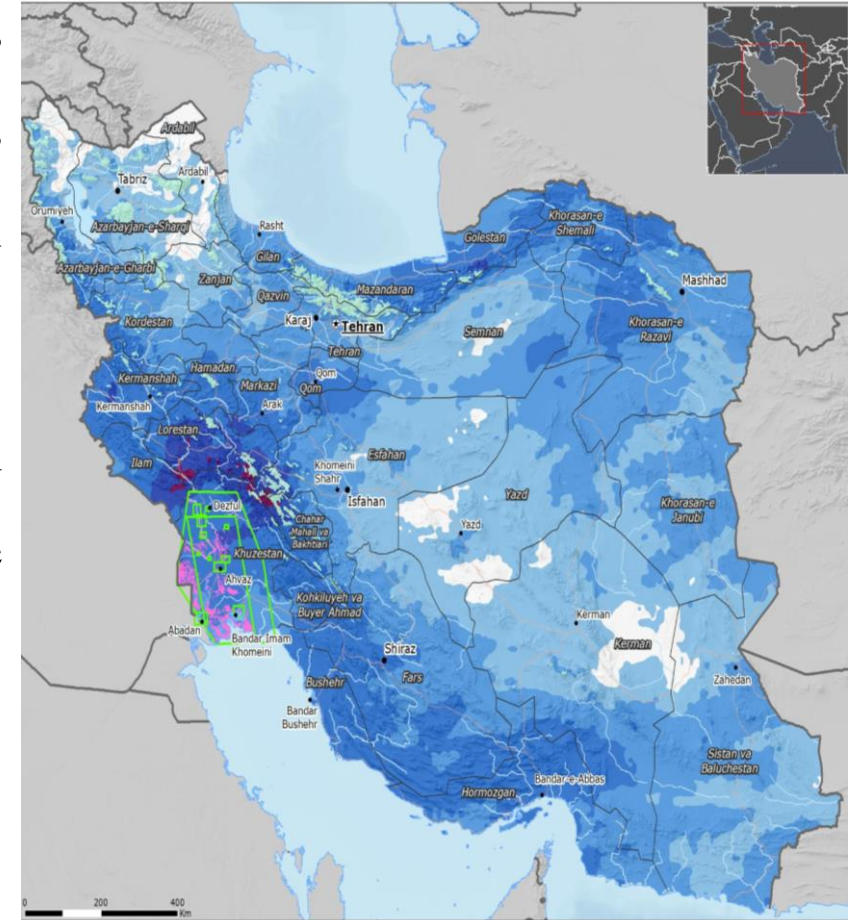 Ardabil
Tabriz
Ardabil
Orumiyeh
Azarbayjan-e-Sharqi
Rasht
Golestan
Khorasan-e
Shemali
Gilan
Azarbayjan-e-Gharbi
Zanjan
Qazvin
Mazandaran
Mashhad
Karaj
Tehran
Kordestan
Semnan
Khorasan-e
Razavi
Tehran
Hamadan
Kermanshah
Markazi
Qom
Qom
Kermanshah
Arak
Lorestan
Esfahan
Ilam
Khomeini
Shahr
Isfahan
Yazd
Dezful
Khorasan-e
Janubi
Chahar
Mahall va
Bakhtiari
Yazd
Khuzestan
Ahvaz
Kohkiluyeh va
Buyer Ahmad
Kerman
Abadan
Bandar Imam
Khomeini
Kerman
Shiraz
Zahedan
Bushehr
Fars
Bandar
Bushehr
Sistan va
Baluchestan
Bandar-e-Abbas
Hormozgan
0 200 400
Km